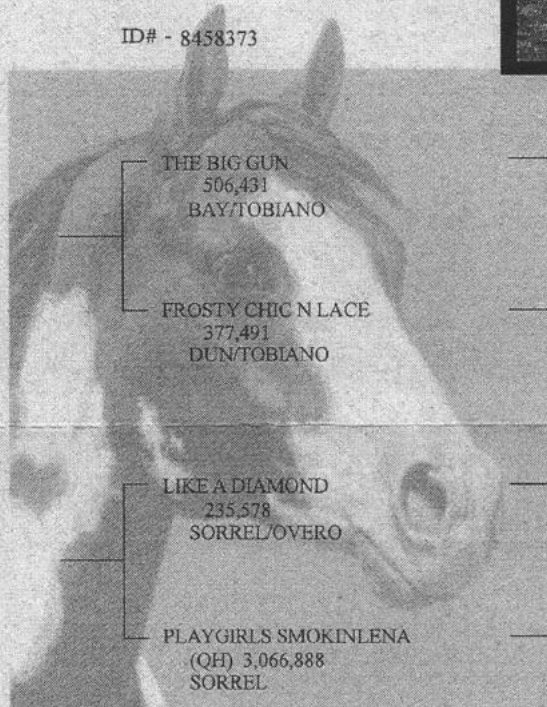 ID# - 8458373
THE BIG GUN
506,431
BAY/TOBIANO
FROSTY CHIC N LACE
377,491
DUN/TOBIANO
LIKE A DIAMOND
235,578
SORREL/OVERO
PLAYGIRLS SMOKINLENA
(QH) 3,066,888
SORREL